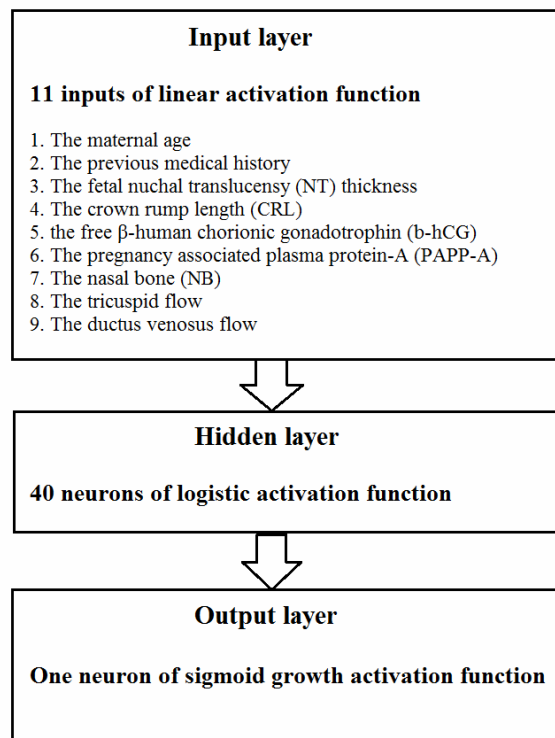 Input layer
11 inputs of linear activation function
1. The maternal age
2. The previous medical history
3. The fetal nuchal translucensy (NT) thickness
4. The crown rump length (CRL)
5. the free β-human chorionic gonadotrophin (b-hCG)
6. The pregnancy associated plasma protein-A (PAPP-A)
7. The nasal bone (NB)
8. The tricuspid flow
9. The ductus venosus flow
Hidden layer
40 neurons of logistic activation function
Output layer
One neuron of sigmoid growth activation function